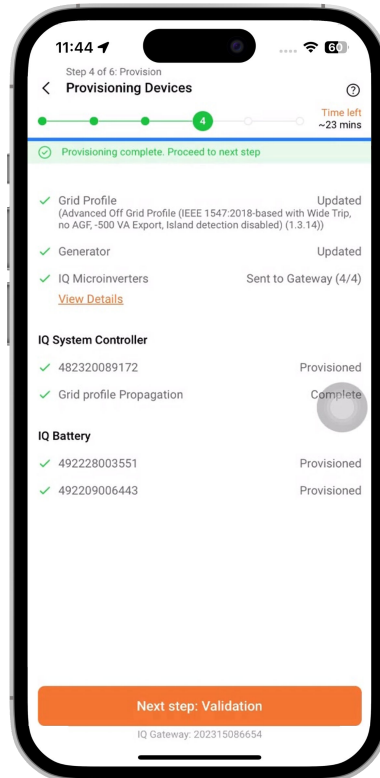 11:44
60
Step 4 of 6: Provision
Provisioning Devices
Time left
4
~23 mins
Provisioning complete. Proceed to next step
Grid Profile Updated
(Advanced Off Grid Profile (IEEE 1547:2018-based with Wide Trip,
no AGF, -500 VA Export, Island detection disabled) (1.3.14))
Generator Updated
IQ Microinverters Sent to Gateway (4/4)
View Details
IQ System Controller
482320089172 Provisioned
Grid profile Propagation Complete
IQ Battery
492228003551 Provisioned
492209006443 Provisioned
Next step: Validation
IQ Gateway: 202315086654